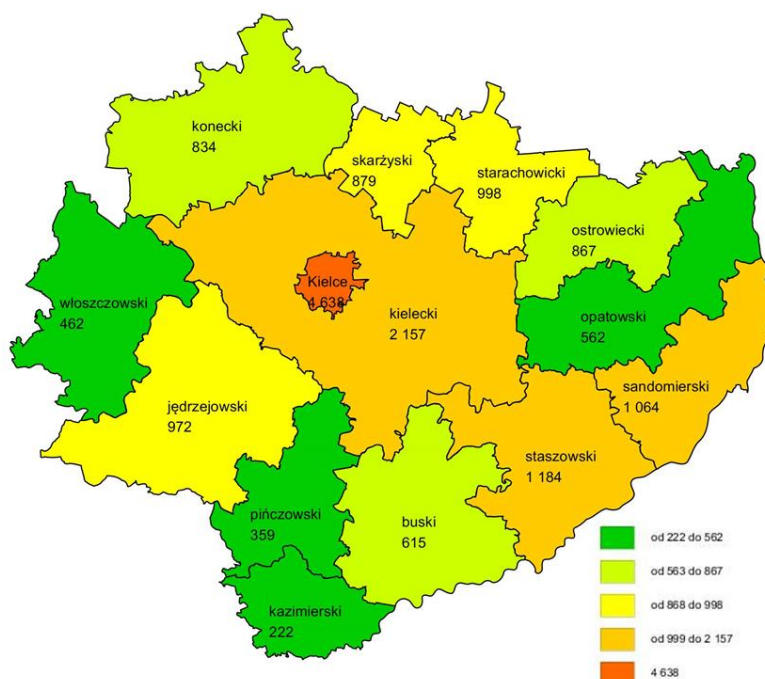 konecki
834
skarżyski
879
starachowicki
998
ostrowiecki
867
włoszczowski
462
Kielce
4 638
kielecki
2 157
opatowski
562
sandomierski
1 064
jędrzejowski
972
staszowski
1 184
pińczowski
359
buski
615
kazimierski
222
od 222 do 562
od 563 do 867
od 868 do 998
od 999 do 2 157
4 638